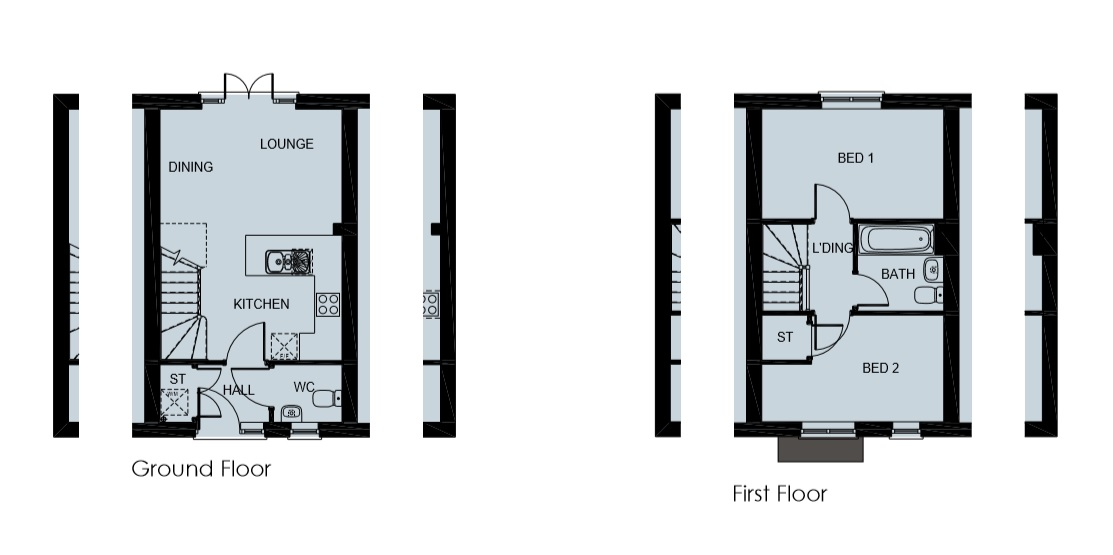 LOUNGE
DINING
KITCHEN
ST
HALL
WC
Ground Floor
BED 1
L'DING
BATH
ST
BED 2
First Floor